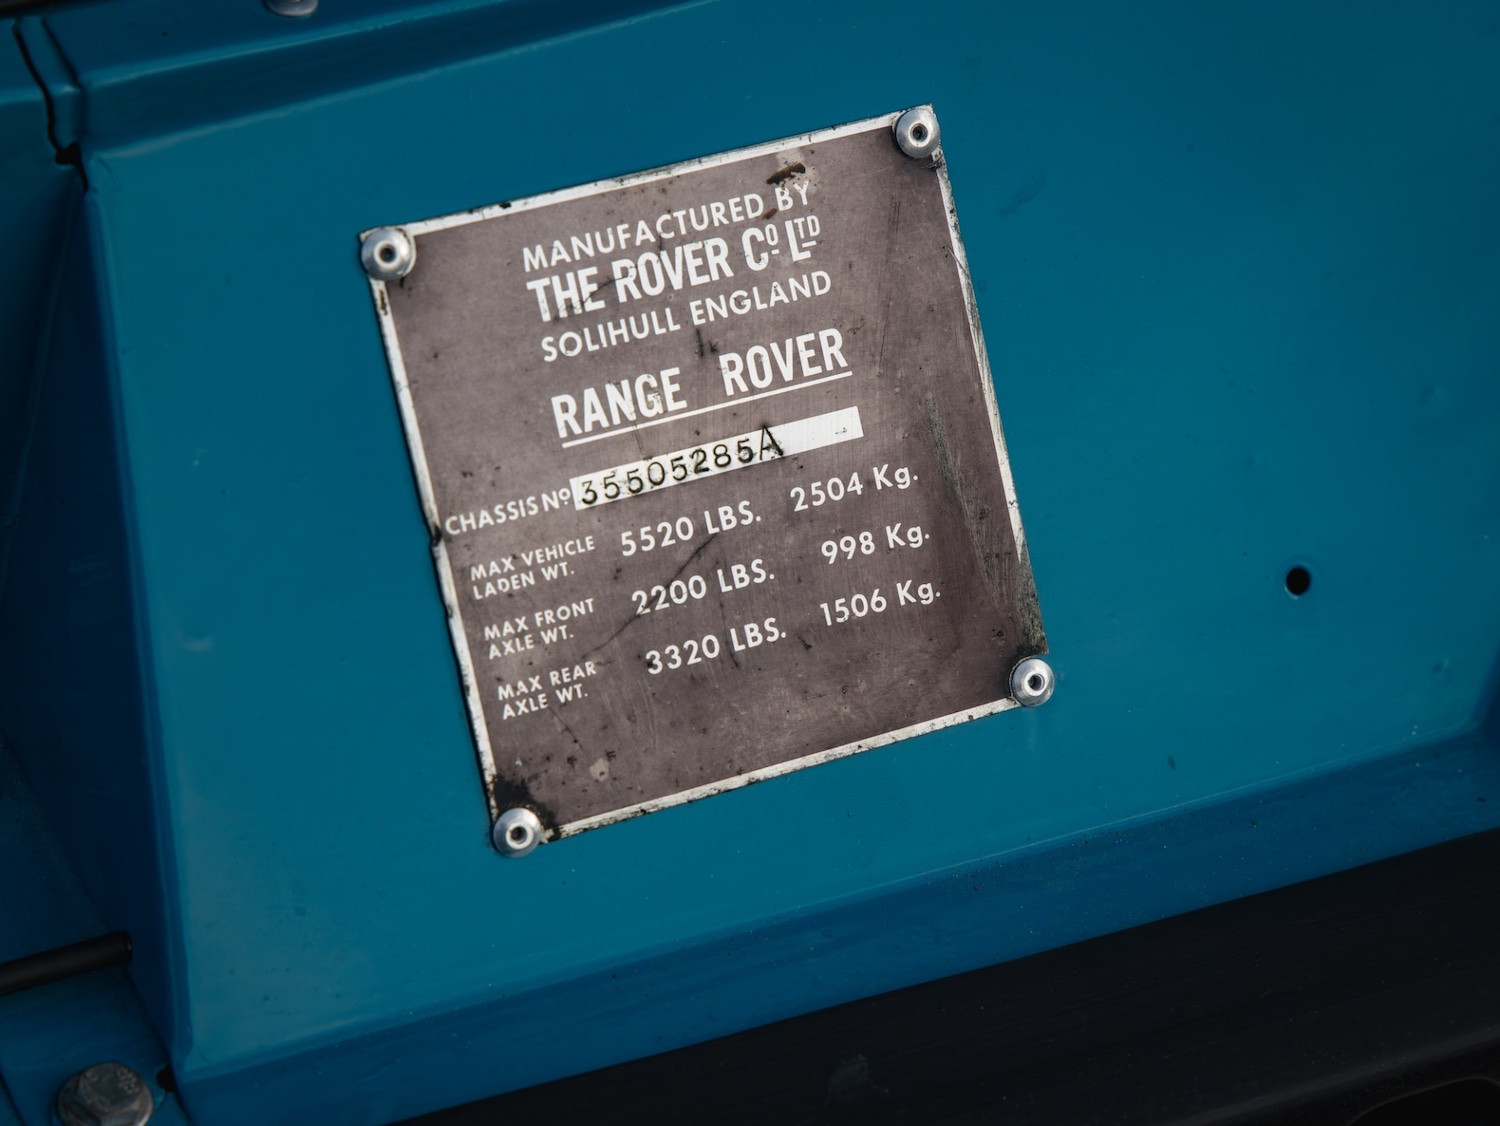 MANUFACTURED BY
THE ROVER Cº LTD
SOLIHULL ENGLAND
RANGE ROVER
CHASSIS Nº 35505285A
MAX VEHICLE LADEN WT. 5520 LBS. 2504 Kg.
MAX FRONT AXLE WT. 2200 LBS. 998 Kg.
MAX REAR AXLE WT. 3320 LBS. 1506 Kg.